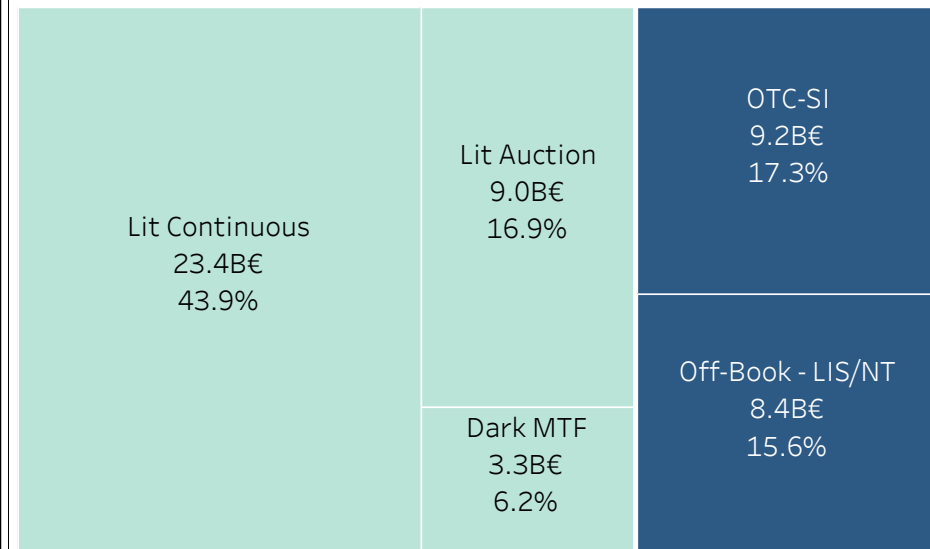 Lit Continuous
23.4B€
43.9%
Lit Auction
9.0B€
16.9%
Dark MTF
3.3B€
6.2%
OTC-SI
9.2B€
17.3%
Off-Book - LIS/NT
8.4B€
15.6%